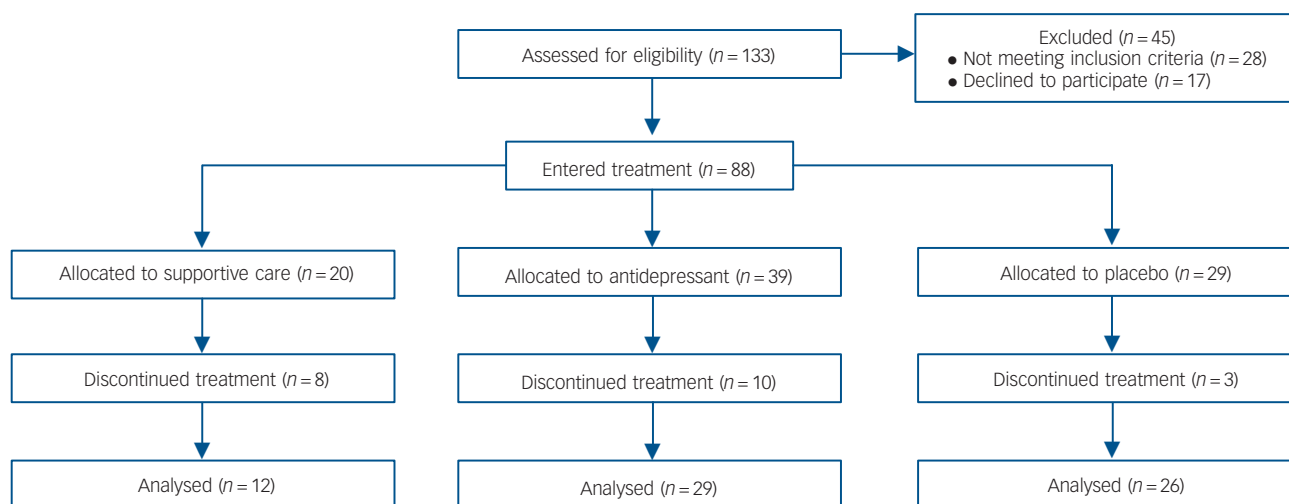 Assessed for eligibility (n = 133)
Excluded (n = 45)
● Not meeting inclusion criteria (n = 28)
● Declined to participate (n = 17)
Entered treatment (n = 88)
Allocated to supportive care (n = 20)
Allocated to antidepressant (n = 39)
Allocated to placebo (n = 29)
Discontinued treatment (n = 8)
Discontinued treatment (n = 10)
Discontinued treatment (n = 3)
Analysed (n = 12)
Analysed (n = 29)
Analysed (n = 26)